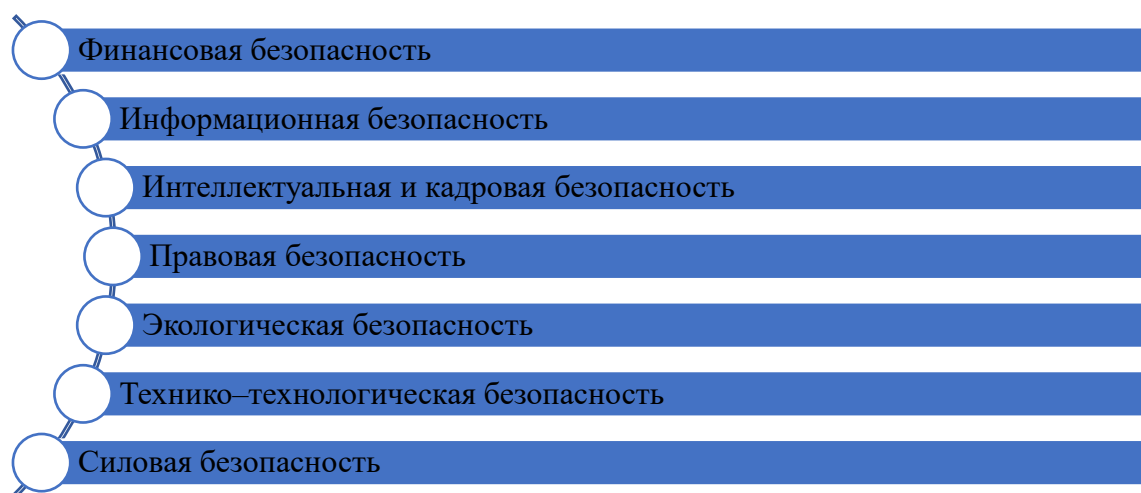 Финансовая безопасность
Информационная безопасность
Интеллектуальная и кадровая безопасность
Правовая безопасность
Экологическая безопасность
Технико–технологическая безопасность
Силовая безопасность